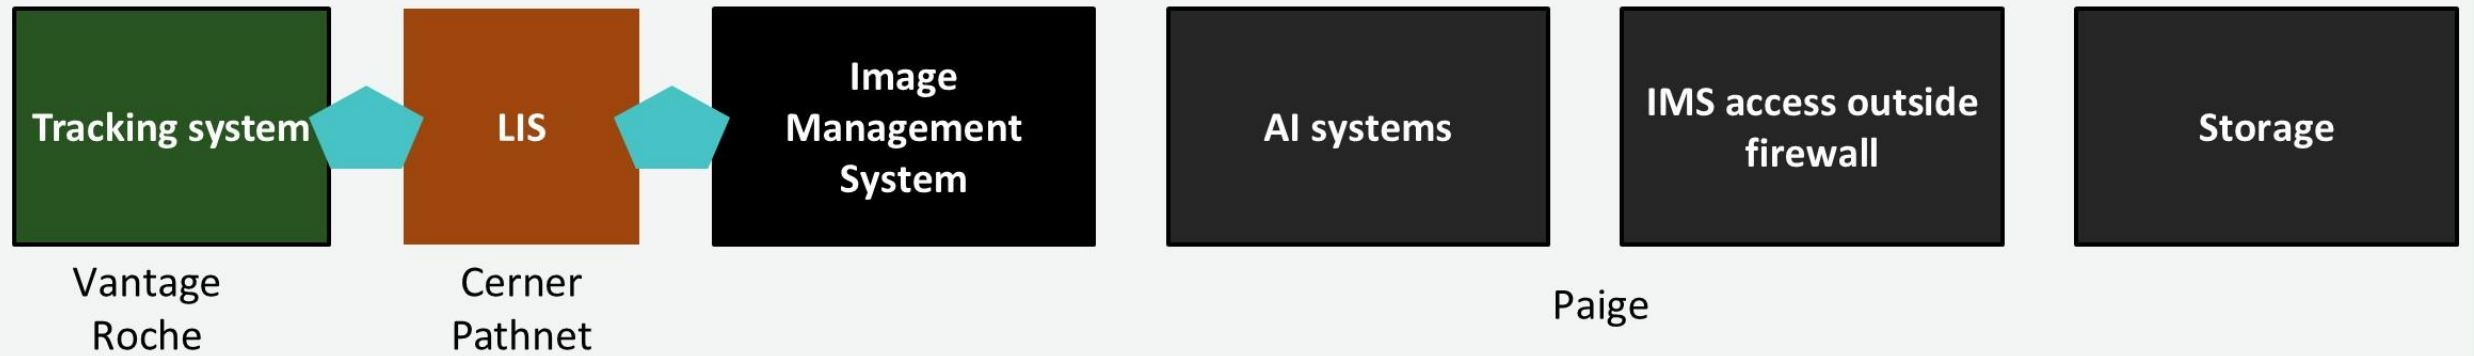 Tracking system
LIS
Image
Management
System
AI systems
IMS access outside
firewall
Storage
Vantage
Roche
Cerner
Pathnet
Paige